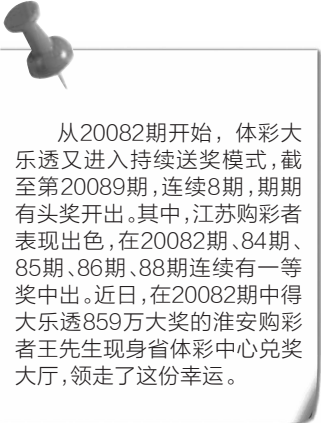 从20082期开始，体彩大
乐透又进入持续送奖模式，截
至第20089期，连续8期，期期
有头奖开出。其中，江苏购彩者
表现出色，在20082期、84期、
85期、86期、88期连续有一等
奖中出。近日，在20082期中得
大乐透859万大奖的淮安购彩
者王先生现身省体彩中心兑奖
大厅，领走了这份幸运。